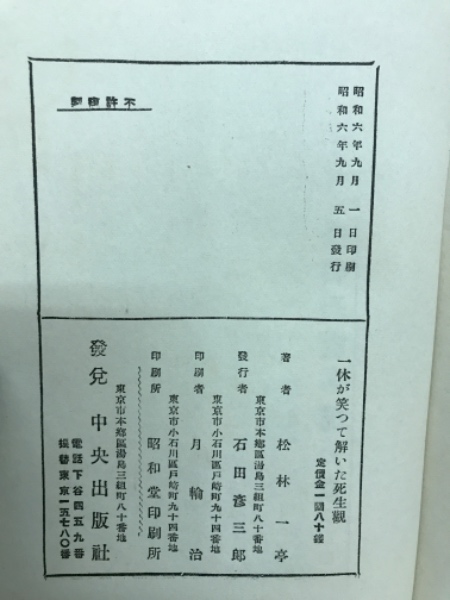 昭和六年九月一日印刷
昭和六年九月五日發行
不許複製
一休が笑つて解いた死生觀
定價金一圓八十錢
著者 松林一亭
東京市本鄕區湯島三組町八十番地
發行者 石田彥三郎
東京市小石川區戶崎町九十四番地
印刷者 月輪治
東京市小石川區戶崎町九十四番地
印刷所 昭和堂印刷所
東京市本鄕區湯島三組町八十番地
發兌 中央出版社
電話下谷四五九番
振替東京一五七八〇番